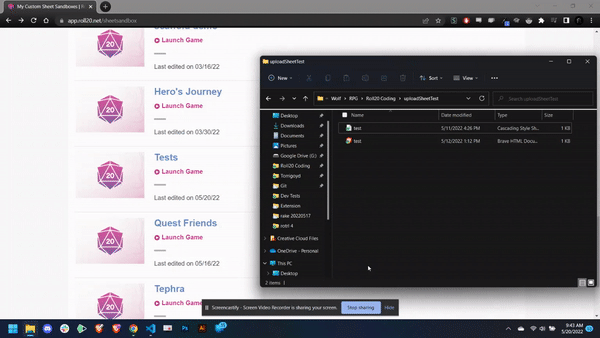 My Custom Sheet Sandboxes | R
app.roll20.net/sheetsandbox
Launch Game
Last edited on 03/16/22
Hero's Journey
Launch Game
Last edited on 03/30/22
Tests
Launch Game
Last edited on 05/20/22
Quest Friends
Launch Game
Last edited on 05/16/22
Tephra
Launch Game
uploadSheetTest
New
Sort
View
Wolf > RPG > Roll20 Coding > uploadSheetTest
Search uploadSheetTest
Name Date modified Type Size
test 5/11/2022 4:26 PM Cascading Style Sh... 1 KB
test 5/12/2022 1:12 PM Brave HTML Docu... 1 KB
Desktop
Downloads
Documents
Pictures
Google Drive (G:)
Roll20 Coding
Tomgoyd
Git
Dev Tests
Extension
rake 20220517
rotrl 4
Creative Cloud Files
OneDrive - Personal
This PC
Desktop
2 items
Screencastify - Screen Video Recorder is sharing your screen.
Stop sharing
Hide
9:43 AM
5/20/2022